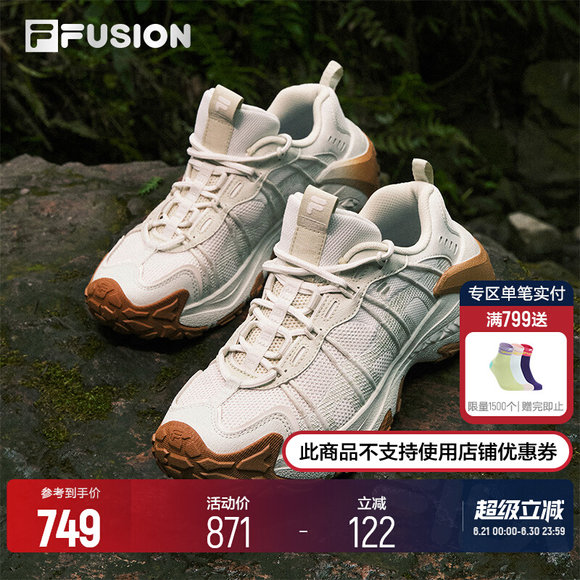 FUSION
专区单笔实付
满799送
限量1500个|赠完即止
此商品不支持使用店铺优惠券
参考到手价
749
活动价
871
-
立减
122
超级立减
6.21 00:00-6.30 23:59